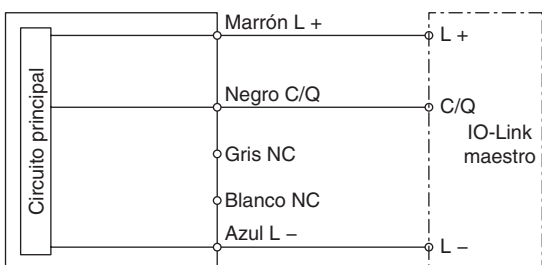 Marrón L +
L +
Circuito principal
Negro C/Q
C/Q
IO-Link
maestro
Gris NC
Blanco NC
Azul L −
L −